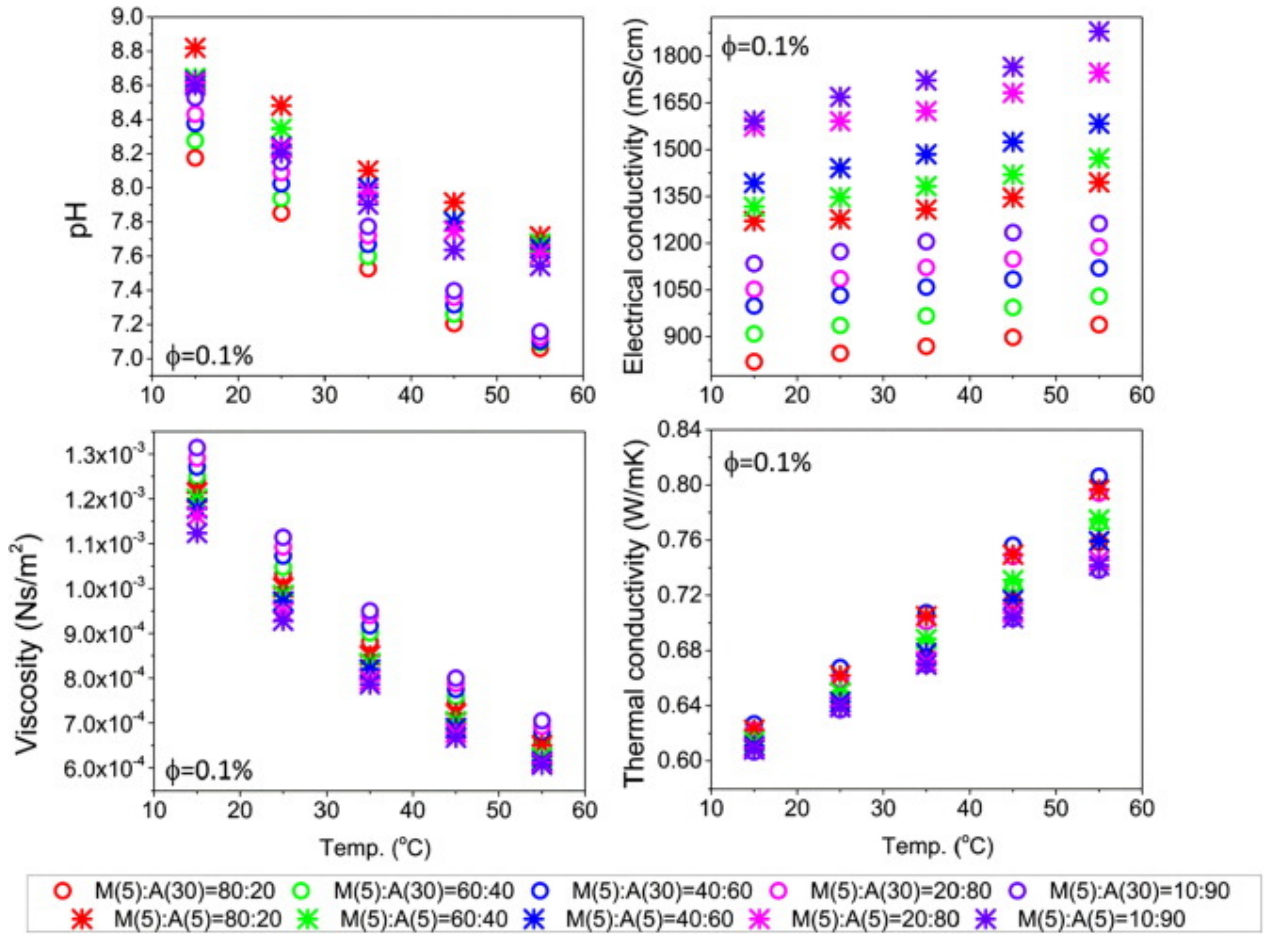 9.0
8.8
8.6
8.4
8.2
8.0
7.8
7.6
7.4
7.2
7.0
pH
ϕ=0.1%
10 20 30 40 50 60
1800
1650
1500
1350
1200
1050
900
Electrical conductivity (mS/cm)
ϕ=0.1%
10 20 30 40 50 60
1.3x10⁻³
1.2x10⁻³
1.1x10⁻³
1.0x10⁻³
9.0x10⁻⁴
8.0x10⁻⁴
7.0x10⁻⁴
6.0x10⁻⁴
Viscosity (Ns/m²)
ϕ=0.1%
10 20 30 40 50 60
Temp. (°C)
0.84
0.80
0.76
0.72
0.68
0.64
0.60
Thermal conductivity (W/mK)
ϕ=0.1%
10 20 30 40 50 60
Temp. (°C)
M(5):A(30)=80:20 M(5):A(30)=60:40 M(5):A(30)=40:60 M(5):A(30)=20:80 M(5):A(30)=10:90
M(5):A(5)=80:20 M(5):A(5)=60:40 M(5):A(5)=40:60 M(5):A(5)=20:80 M(5):A(5)=10:90